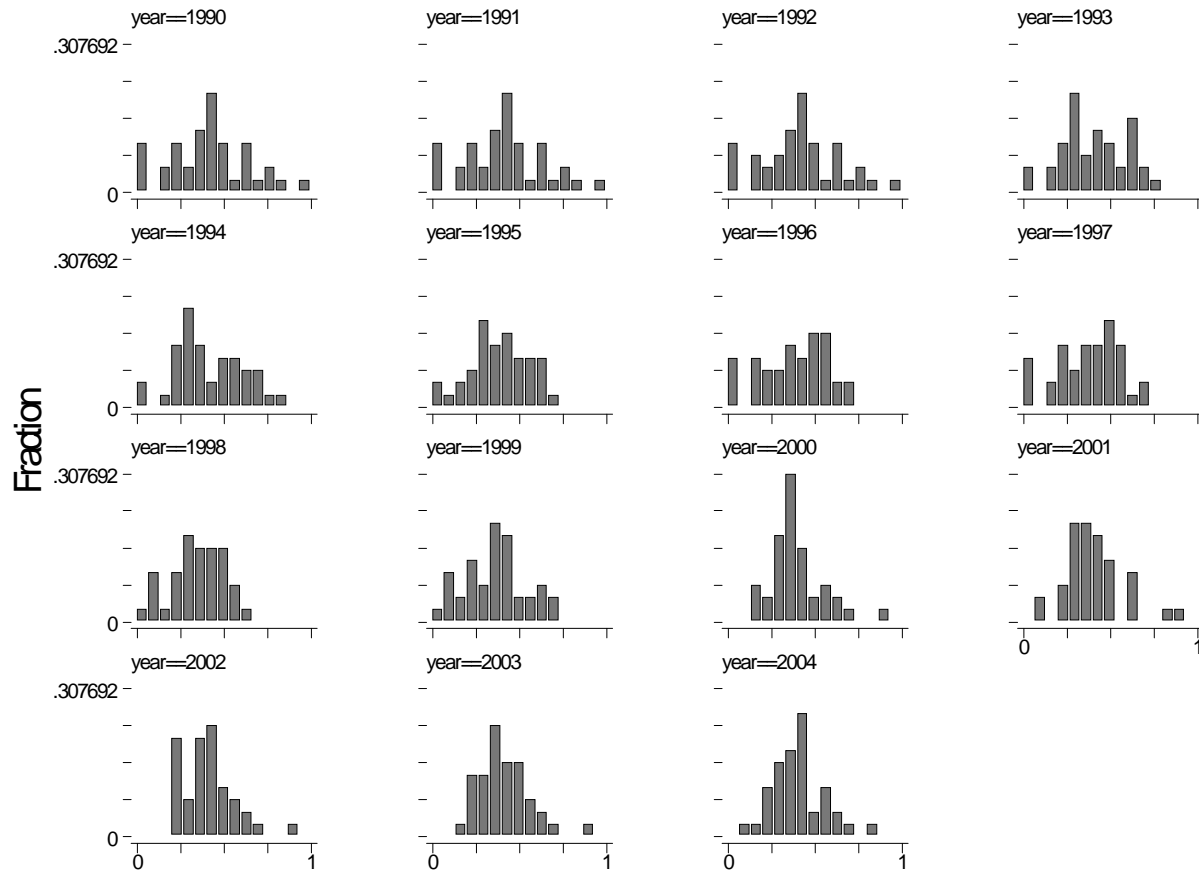 year==1990 year==1991 year==1992 year==1993
.307692
0
year==1994 year==1995 year==1996 year==1997
.307692
0
Fraction
year==1998 year==1999 year==2000 year==2001
.307692
0
0 1
year==2002 year==2003 year==2004
.307692
0
0 1 0 1 0 1